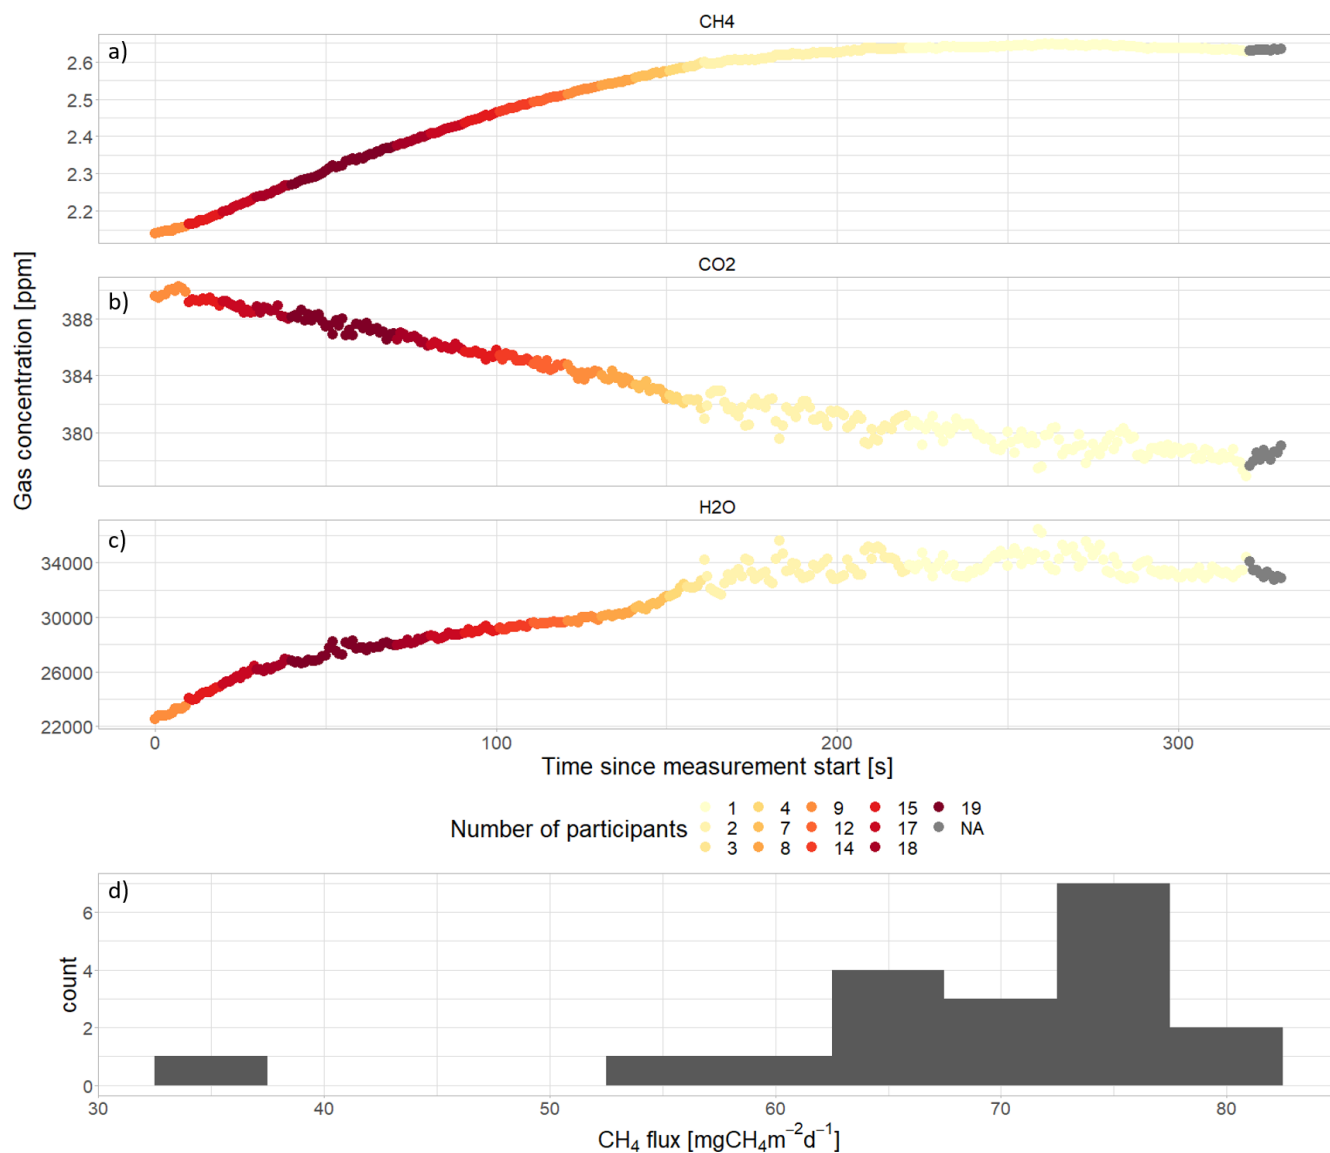 CH4
a)
2.6
2.5
2.4
2.3
2.2
CO2
b)
388
384
380
Gas concentration [ppm]
H2O
c)
34000
30000
26000
22000
0 100 200 300
Time since measurement start [s]
Number of participants
1 4 9 15 19
2 7 12 17 NA
3 8 14 18
d)
6
4
2
0
count
30 40 50 60 70 80
CH₄ flux [mgCH₄m⁻²d⁻¹]